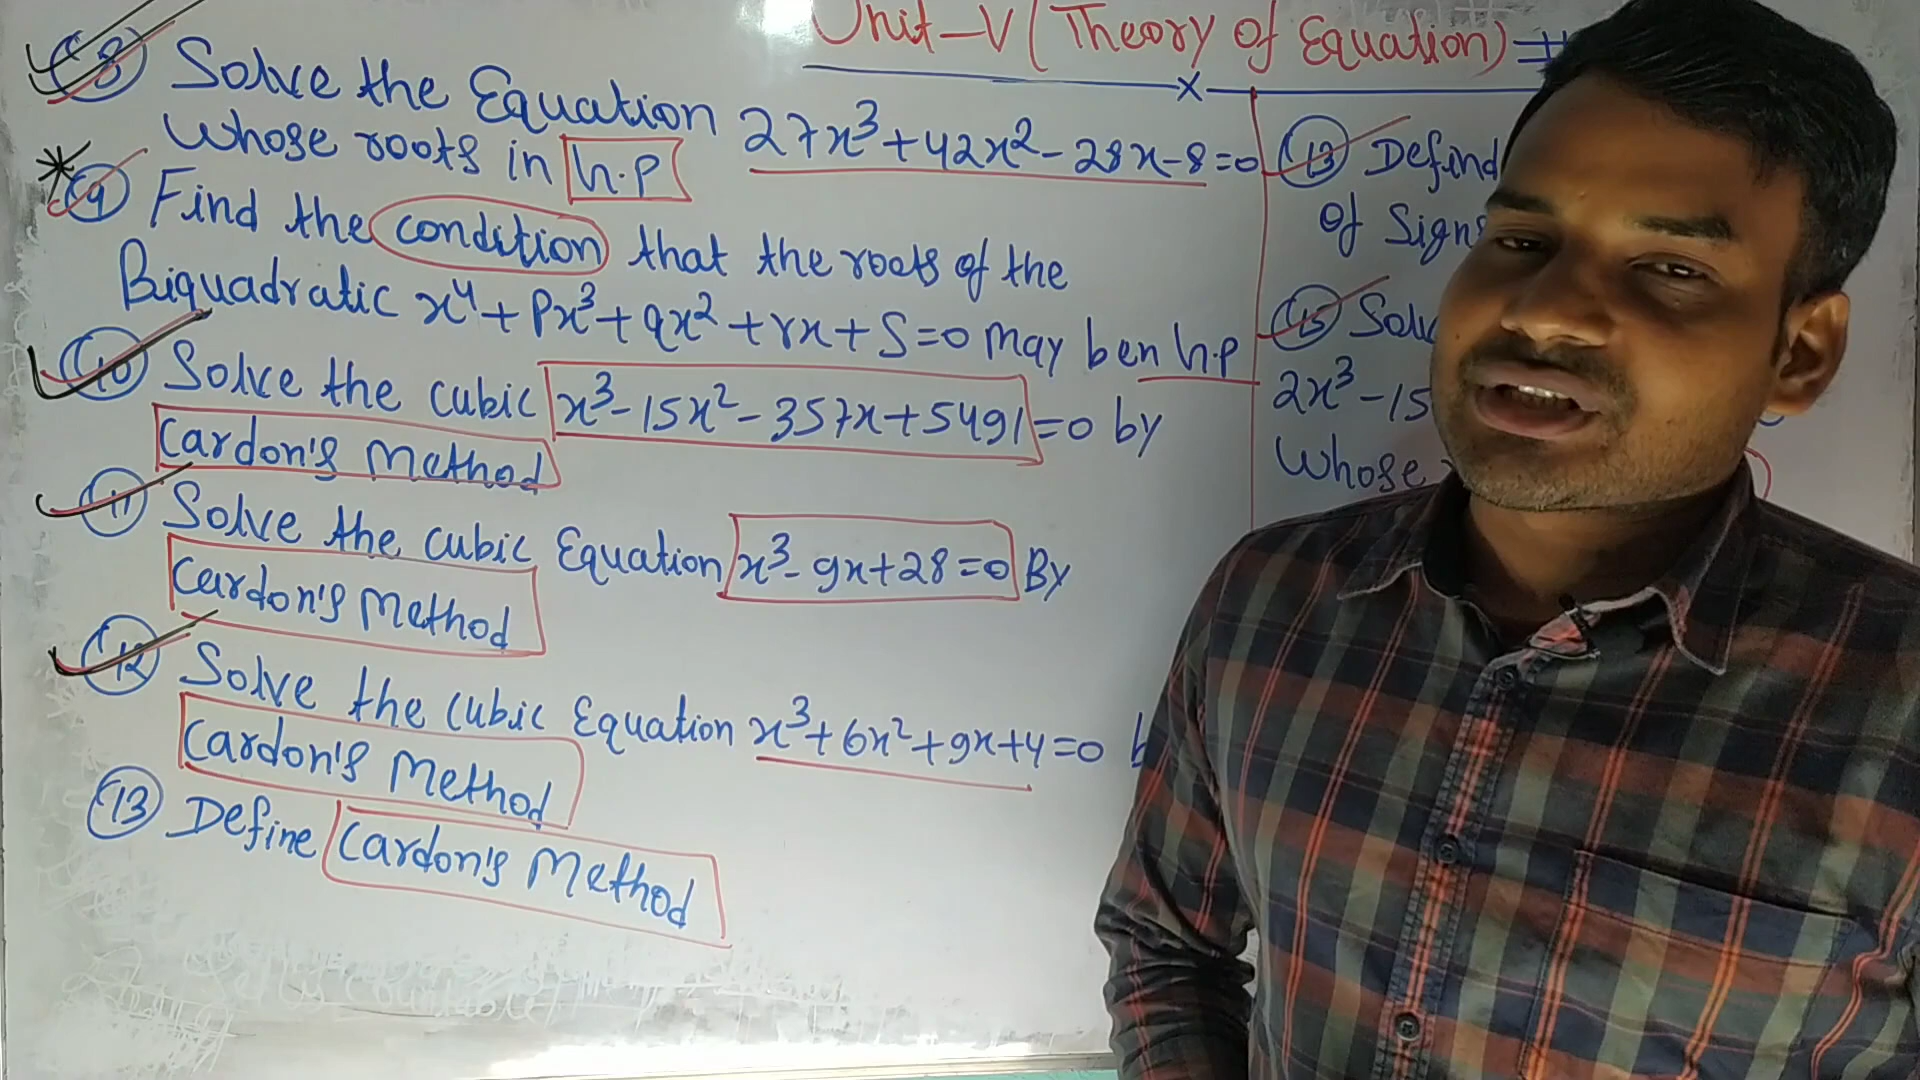 Unit-V (Theory of Equation)
(8) Solve the Equation 27x³+42x²-28x-8=0
Whose roots in h.p
(9) Find the condition that the roots of the
Biquadratic x⁴+Px³+qx²+rx+S=0 may be in h.p
(10) Solve the cubic x³-15x²-357x+5491=0 by
Cardon's Method
(11) Solve the cubic Equation x³-9x+28=0 By
Cardon's Method
(12) Solve the cubic Equation x³+6x²+9x+4=0 b
Cardon's Method
(13) Define Cardon's Method
(13) Defind
of Signs
(15) Solv
2x³-15
Whose